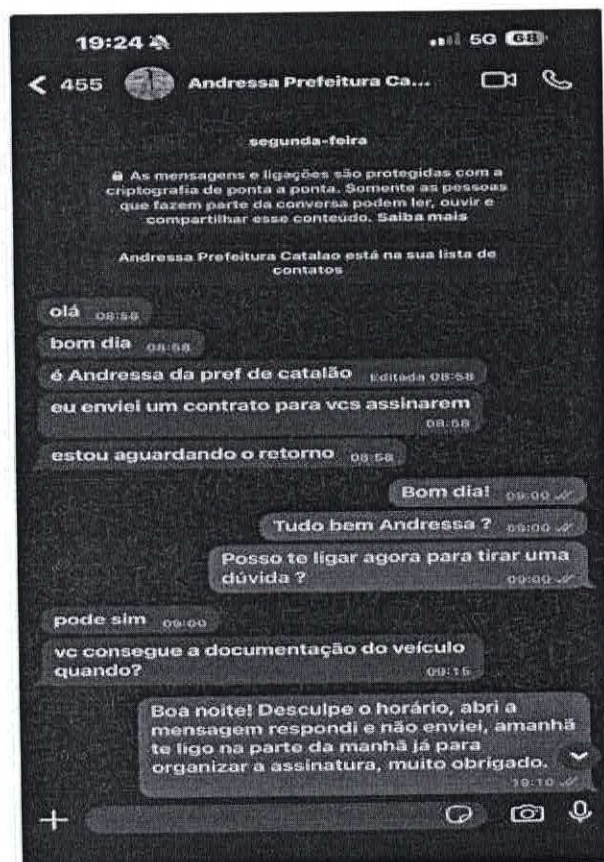 19:24
5G 68
455 Andressa Prefeitura Ca...
segunda-feira
As mensagens e ligações são protegidas com a
criptografia de ponta a ponta. Somente as pessoas
que fazem parte da conversa podem ler, ouvir e
compartilhar esse conteúdo. Saiba mais
Andressa Prefeitura Catalao está na sua lista de
contatos
olá 08:58
bom dia 08:58
é Andressa da pref de catalão Editada 08:58
eu enviei um contrato para vcs assinarem
08:58
estou aguardando o retorno 08:58
Bom dia! 09:00
Tudo bem Andressa ? 09:00
Posso te ligar agora para tirar uma
dúvida ? 09:00
pode sim 09:00
vc consegue a documentação do veículo
quando? 09:15
Boa noite! Desculpe o horário, abri a
mensagem respondi e não enviei, amanhã
te ligo na parte da manhã já para
organizar a assinatura, muito obrigado.
19:10